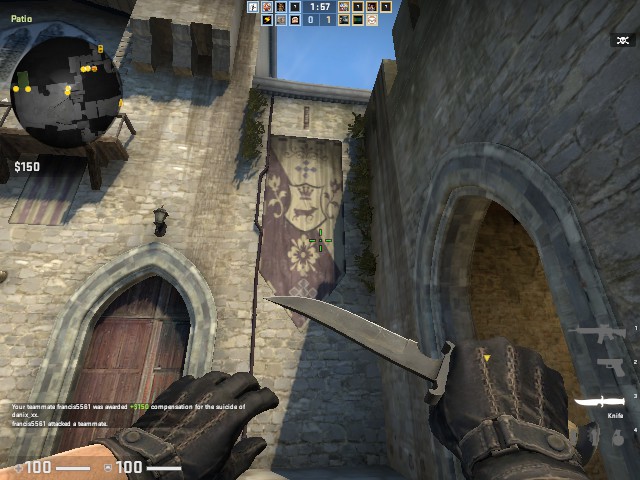 Patio
1:57
0 1
$150
Your teammate francis5561 was awarded +$150 compensation for the suicide of
danix_xx.
francis5561 attacked a teammate.
2
3
Knife
4
100
100